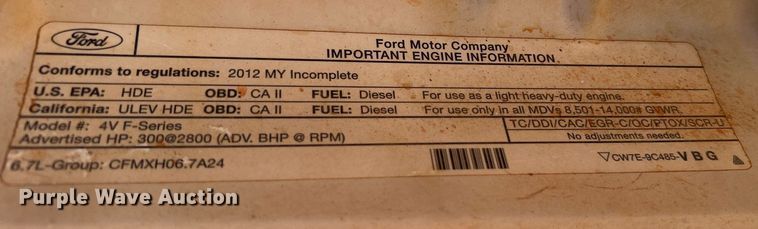 Ford
Ford Motor Company
IMPORTANT ENGINE INFORMATION
Conforms to regulations: 2012 MY Incomplete
U.S. EPA: HDE OBD: CA II FUEL: Diesel For use as a light heavy-duty engine.
California: ULEV HDE OBD: CA II FUEL: Diesel For use only in all MDVs 8,501-14,000# GVWR.
Model #: 4V F-Series TC/DDI/CAC/EGR-C/OC/PTOX/SCR-U
Advertised HP: 300@2800 (ADV. BHP @ RPM) No adjustments needed.
6.7L-Group: CFMXH06.7A24 CW7E-9C485-VBG
Purple Wave Auction